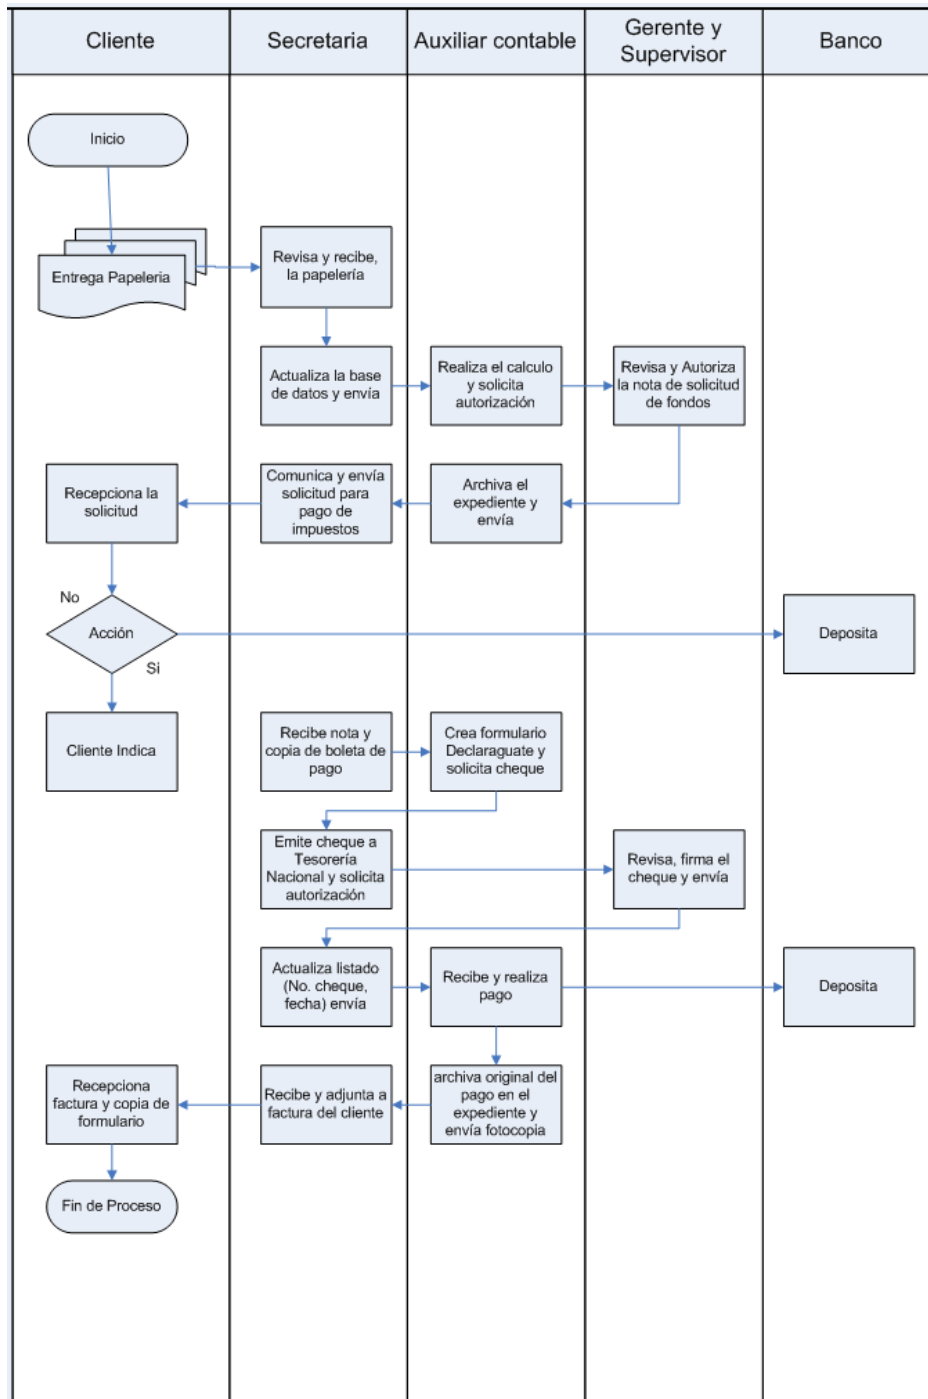 Cliente
Secretaria
Auxiliar contable
Gerente y
Supervisor
Banco
Inicio
Entrega Papeleria
Revisa y recibe,
la papelería
Actualiza la base
de datos y envía
Realiza el calculo
y solicita
autorización
Revisa y Autoriza
la nota de solicitud
de fondos
Recepciona la
solicitud
Comunica y envía
solicitud para
pago de
impuestos
Archiva el
expediente y
envía
No
Acción
Si
Deposita
Cliente Indica
Recibe nota y
copia de boleta de
pago
Crea formulario
Declaraguate y
solicita cheque
Emite cheque a
Tesorería
Nacional y solicita
autorización
Revisa, firma el
cheque y envía
Actualiza listado
(No. cheque,
fecha) envía
Recibe y realiza
pago
Deposita
Recepciona
factura y copia de
formulario
Recibe y adjunta a
factura del cliente
archiva original del
pago en el
expediente y
envía fotocopia
Fin de Proceso